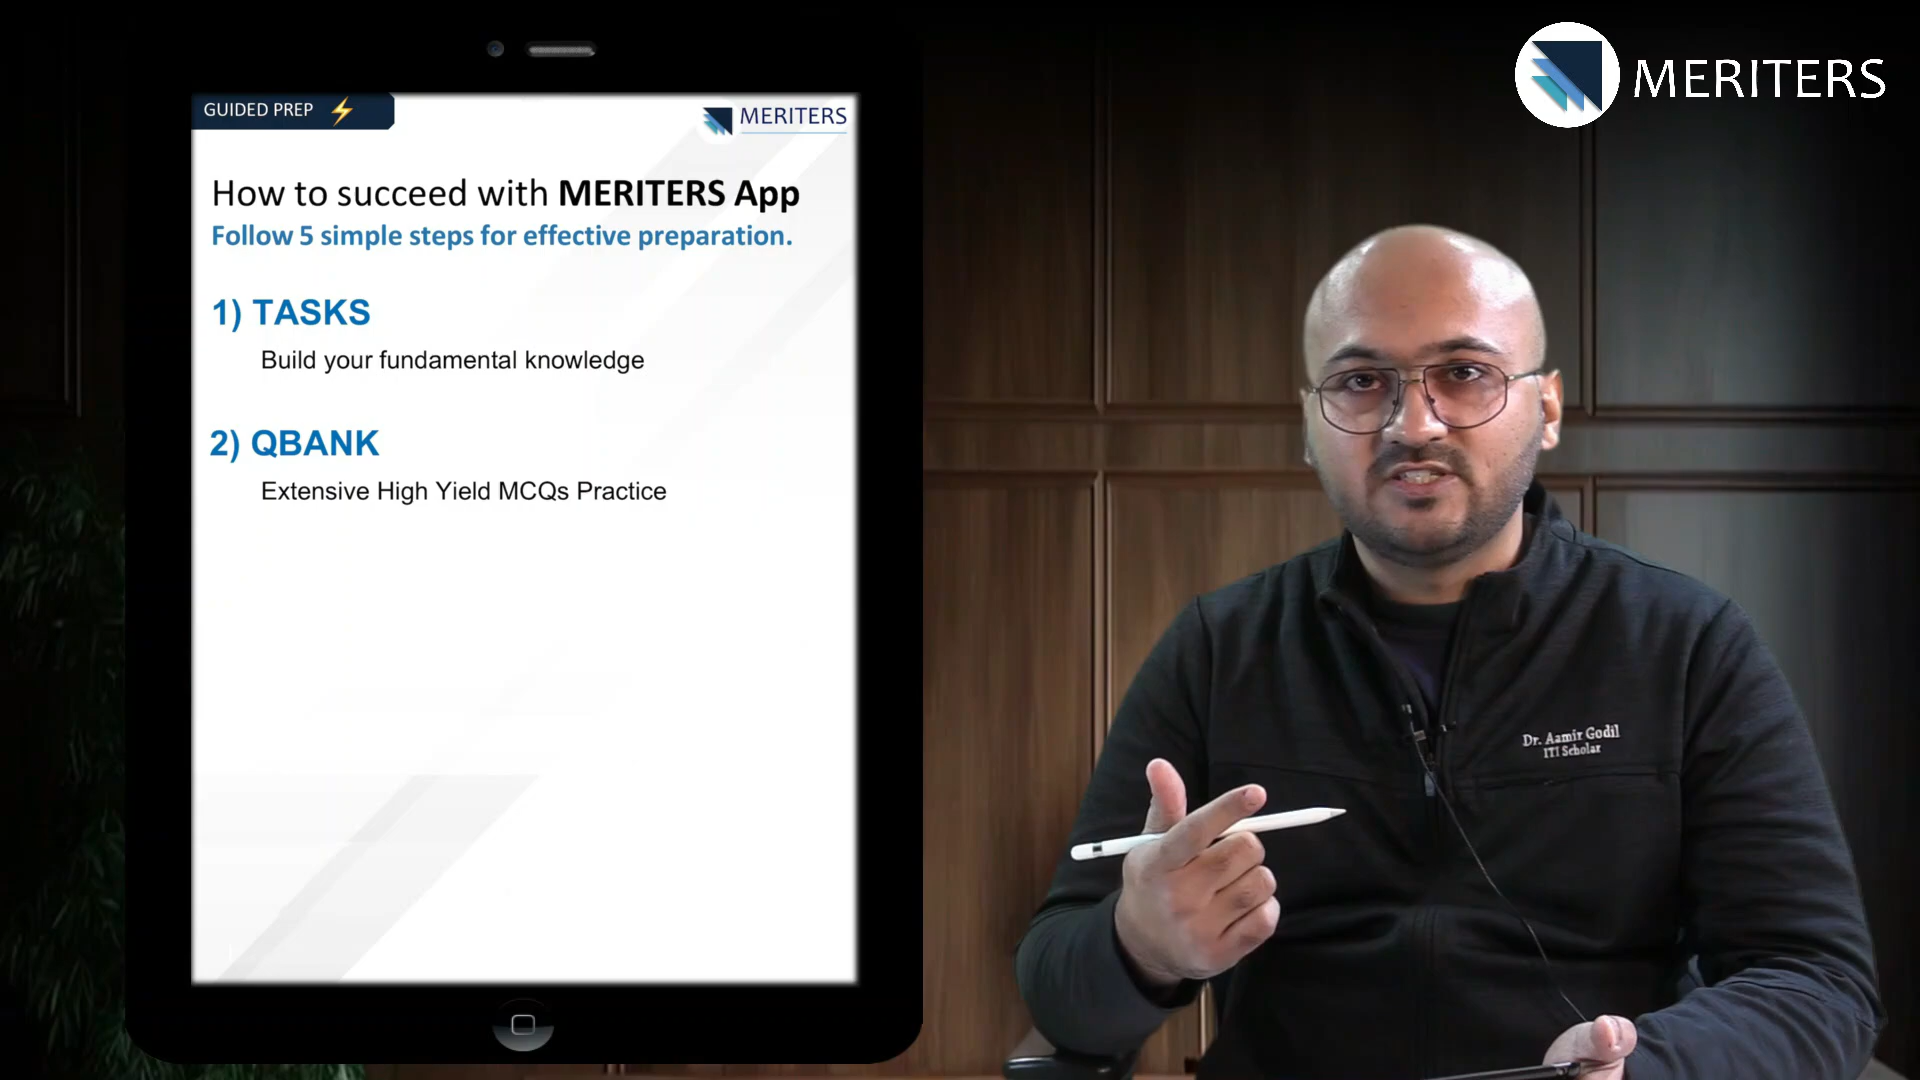 MERITERS
GUIDED PREP
MERITERS
How to succeed with MERITERS App
Follow 5 simple steps for effective preparation.
1) TASKS
Build your fundamental knowledge
2) QBANK
Extensive High Yield MCQs Practice
Dr. Aamir Godil
ITI Scholar